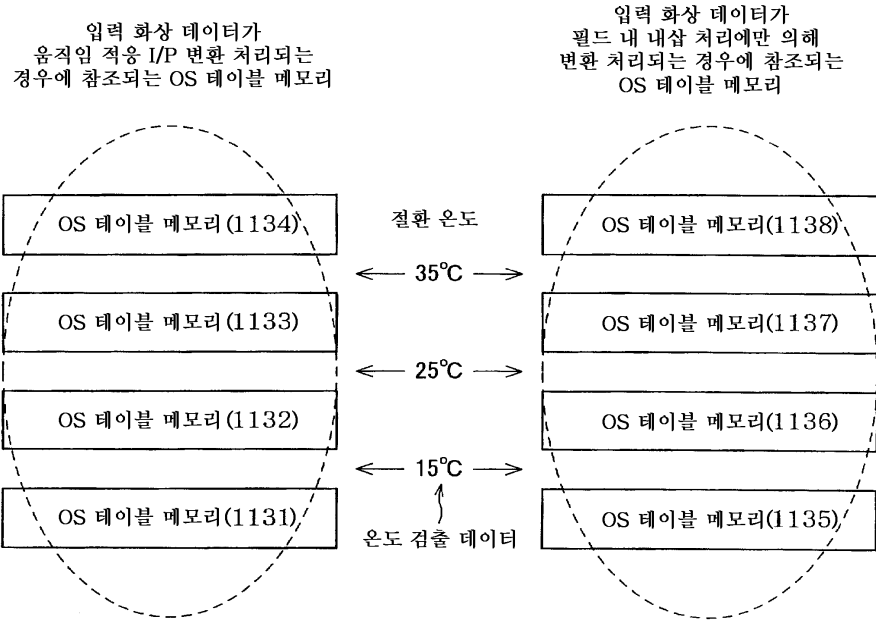 입력 화상 데이터가
움직임 적응 I/P 변환 처리되는
경우에 참조되는 OS 테이블 메모리
입력 화상 데이터가
필드 내 내삽 처리에만 의해
변환 처리되는 경우에 참조되는
OS 테이블 메모리
OS 테이블 메모리(1134)
절환 온도
OS 테이블 메모리(1138)
35℃
OS 테이블 메모리(1133)
OS 테이블 메모리(1137)
25℃
OS 테이블 메모리(1132)
OS 테이블 메모리(1136)
15℃
OS 테이블 메모리(1131)
온도 검출 데이터
OS 테이블 메모리(1135)